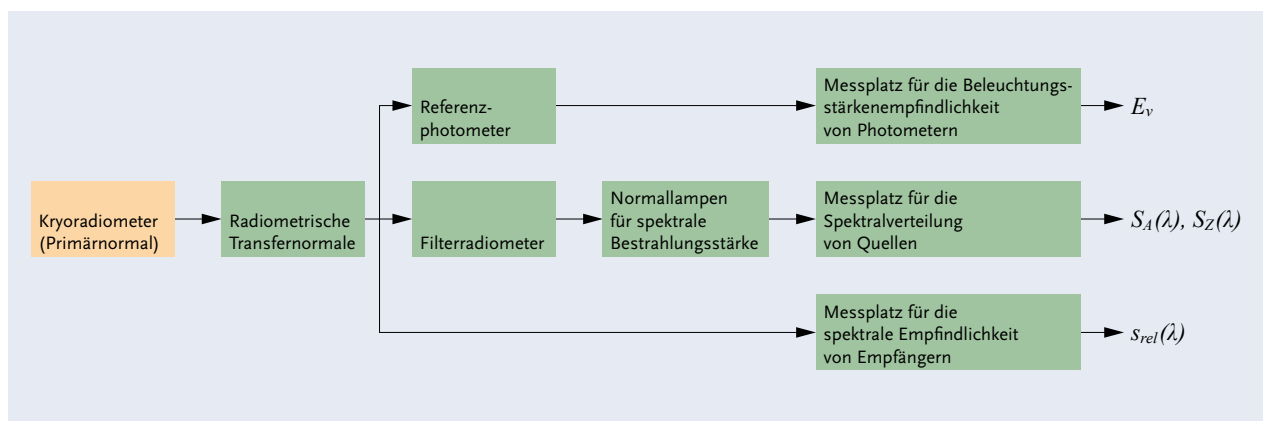 Kryoradiometer
(Primärnormal)
Radiometrische
Transfernormale
Referenz-
photometer
Messplatz für die Beleuchtungs-
stärkenempfindlichkeit
von Photometern
E_v
Filterradiometer
Normallampen
für spektrale
Bestrahlungsstärke
Messplatz für die
Spektralverteilung
von Quellen
S_A(λ), S_Z(λ)
Messplatz für die
spektrale Empfindlichkeit
von Empfängern
s_rel(λ)